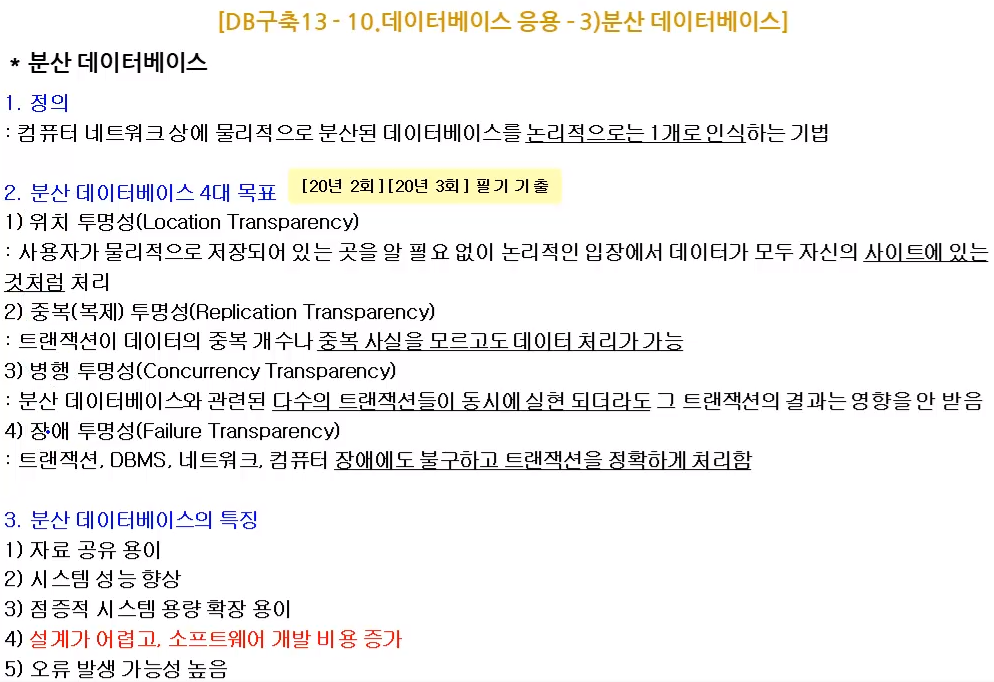 [DB구축13 - 10.데이터베이스 응용 - 3)분산 데이터베이스]
* 분산 데이터베이스
1. 정의
: 컴퓨터 네트워크 상에 물리적으로 분산된 데이터베이스를 논리적으로는 1개로 인식하는 기법
2. 분산 데이터베이스 4대 목표 [20년 2회][20년 3회] 필기 기출
1) 위치 투명성(Location Transparency)
: 사용자가 물리적으로 저장되어 있는 곳을 알 필요 없이 논리적인 입장에서 데이터가 모두 자신의 사이트에 있는
것처럼 처리
2) 중복(복제) 투명성(Replication Transparency)
: 트랜잭션이 데이터의 중복 개수나 중복 사실을 모르고도 데이터 처리가 가능
3) 병행 투명성(Concurrency Transparency)
: 분산 데이터베이스와 관련된 다수의 트랜잭션들이 동시에 실현 되더라도 그 트랜잭션의 결과는 영향을 안 받음
4) 장애 투명성(Failure Transparency)
: 트랜잭션, DBMS, 네트워크, 컴퓨터 장애에도 불구하고 트랜잭션을 정확하게 처리함
3. 분산 데이터베이스의 특징
1) 자료 공유 용이
2) 시스템 성능 향상
3) 점증적 시스템 용량 확장 용이
4) 설계가 어렵고, 소프트웨어 개발 비용 증가
5) 오류 발생 가능성 높음